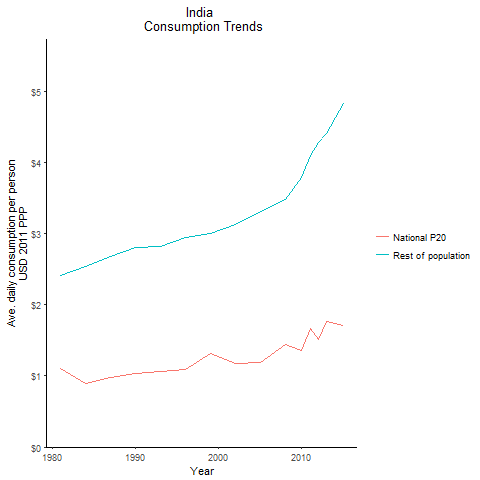 India
Consumption Trends
Ave. daily consumption per person
USD 2011 PPP
$5
$4
$3
$2
$1
$0
1980
1990
2000
2010
Year
National P20
Rest of population